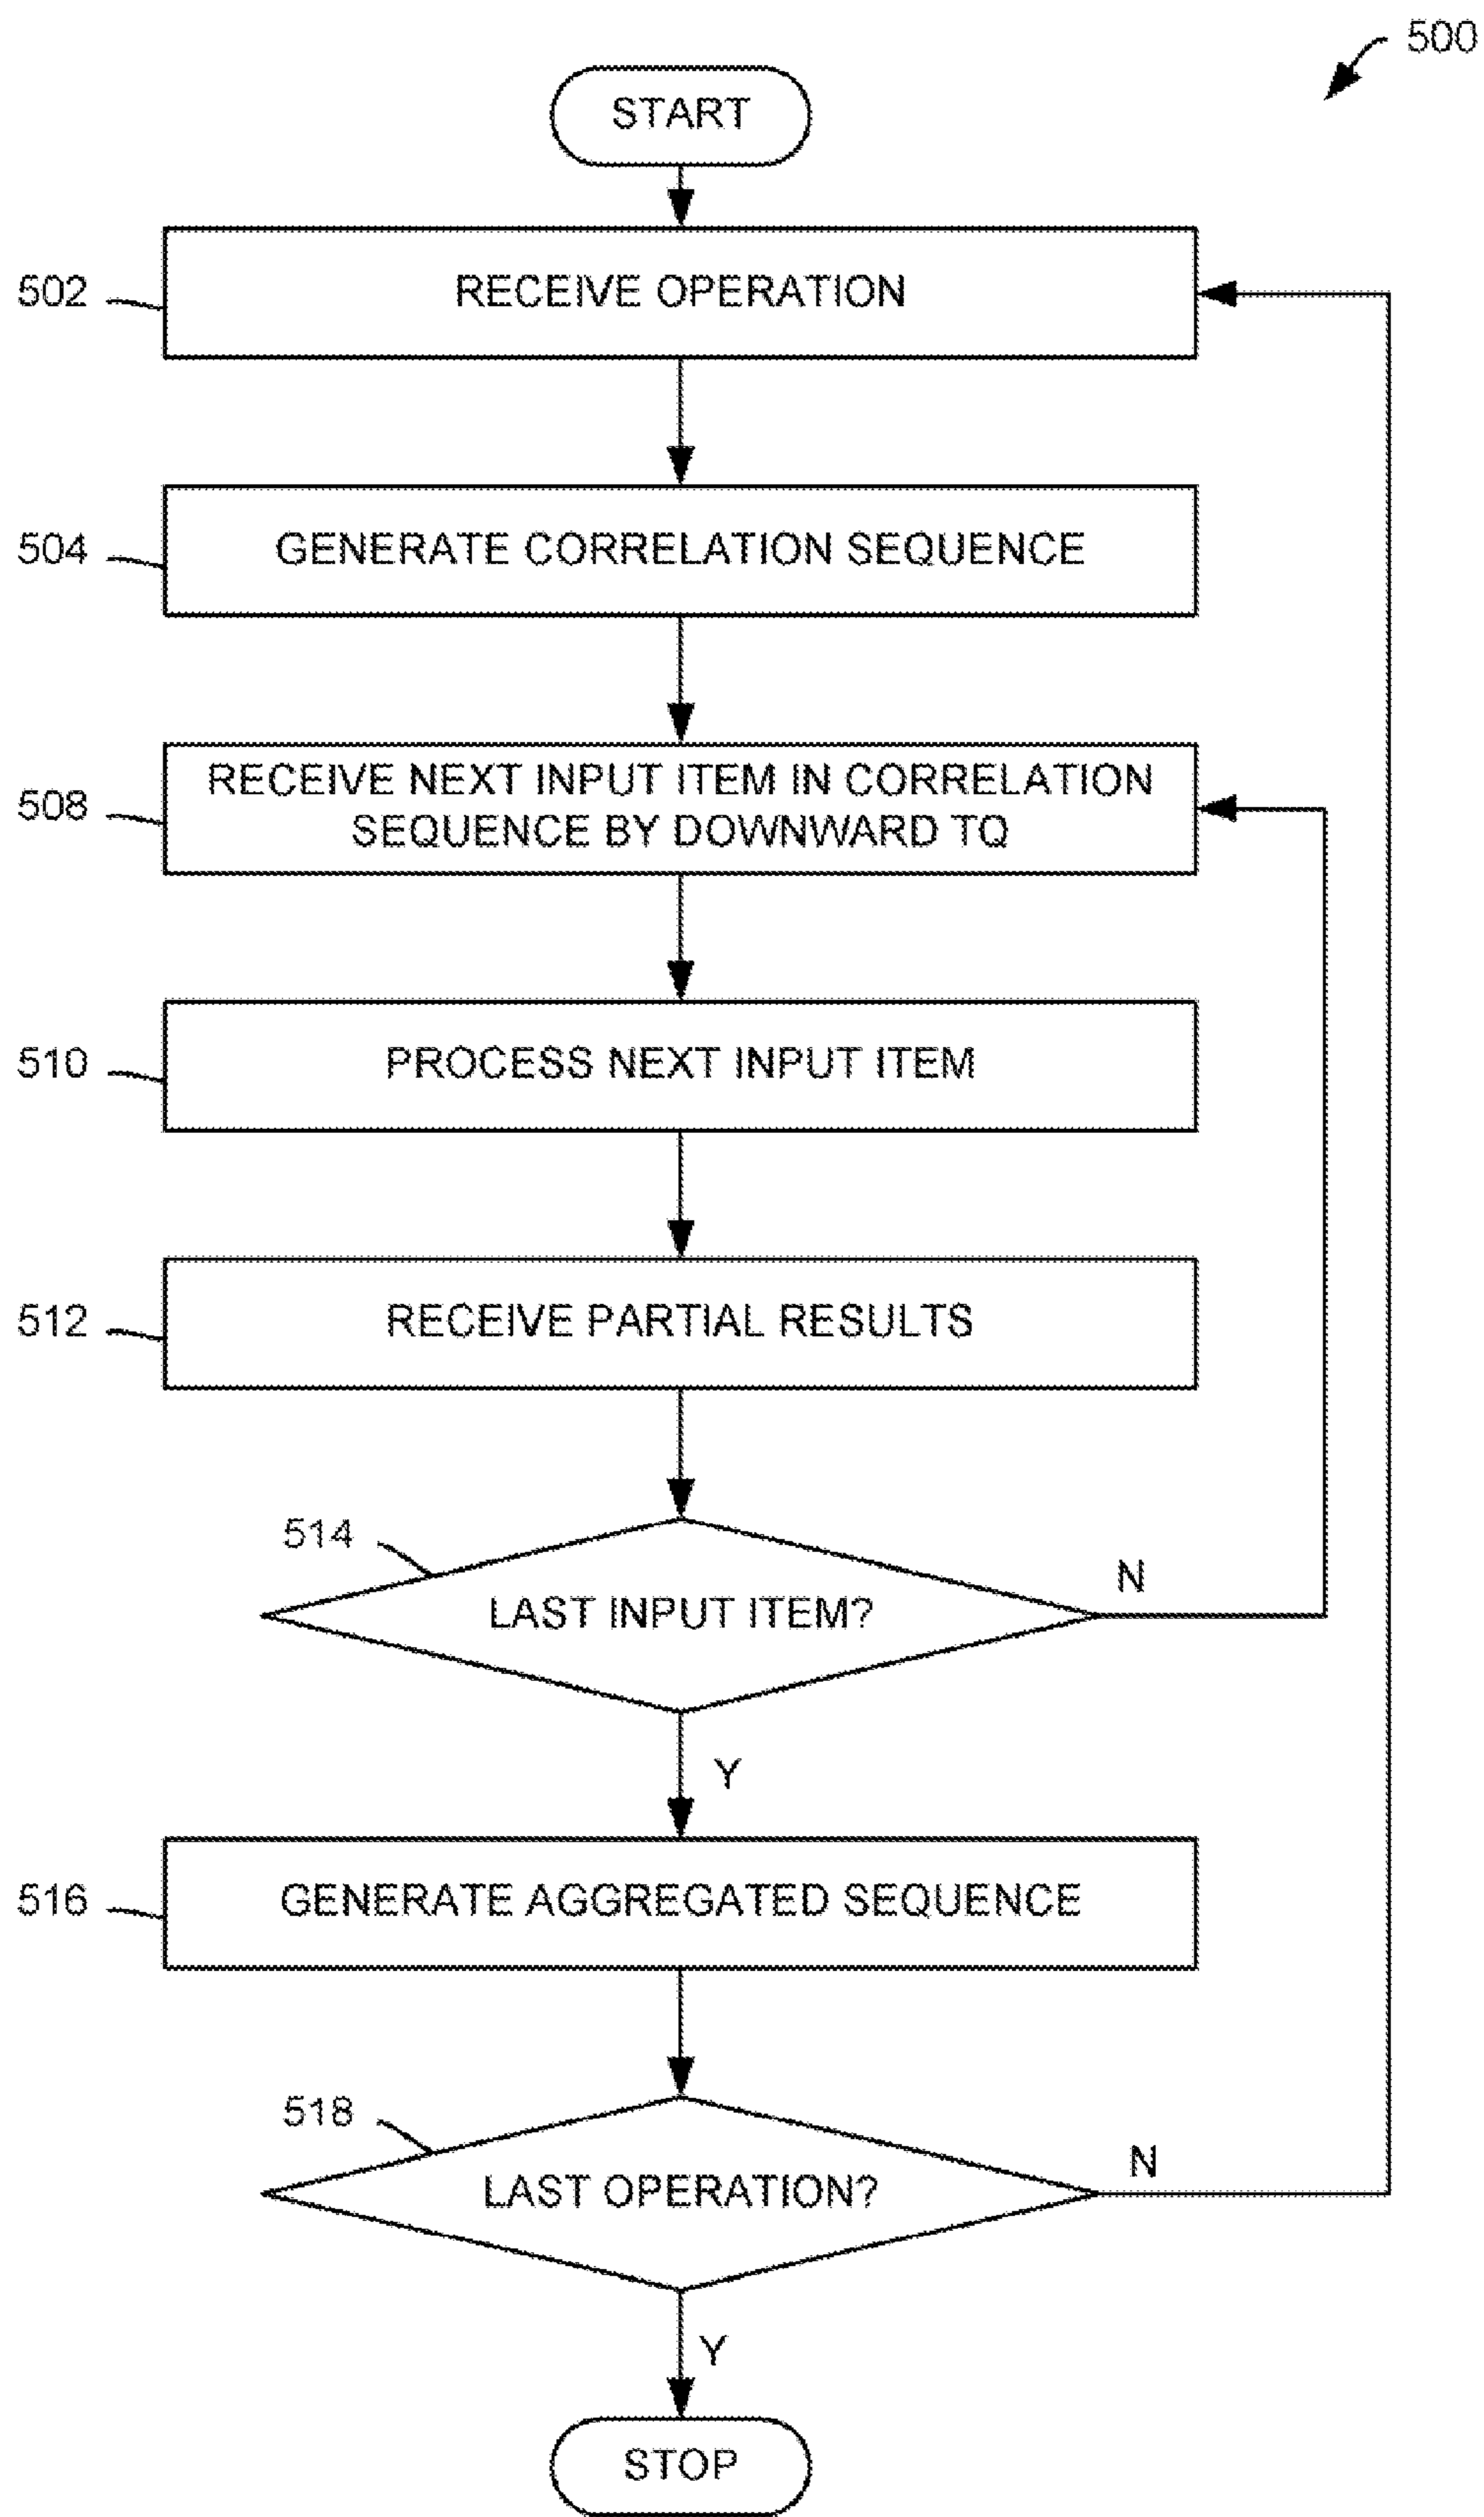 500
START
502
RECEIVE OPERATION
504
GENERATE CORRELATION SEQUENCE
508
RECEIVE NEXT INPUT ITEM IN CORRELATION
SEQUENCE BY DOWNWARD TQ
510
PROCESS NEXT INPUT ITEM
512
RECEIVE PARTIAL RESULTS
514
LAST INPUT ITEM?
N
Y
516
GENERATE AGGREGATED SEQUENCE
518
LAST OPERATION?
N
Y
STOP